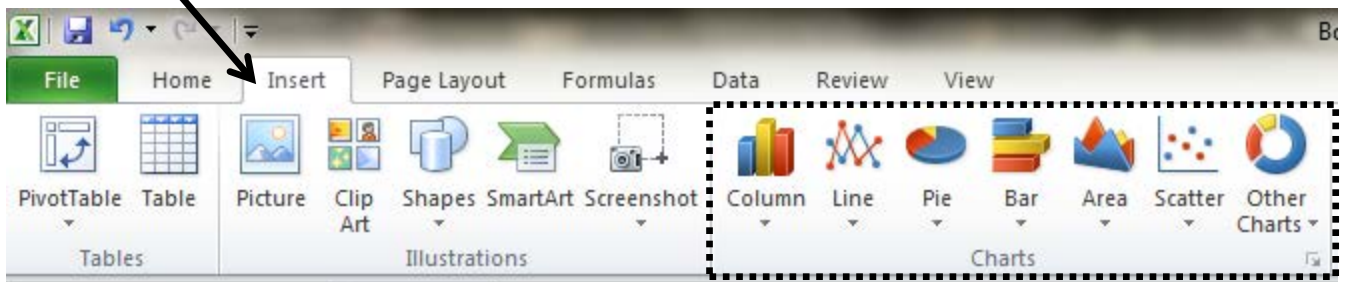 Bo
File Home Insert Page Layout Formulas Data Review View
PivotTable Table Picture Clip Art Shapes SmartArt Screenshot Column Line Pie Bar Area Scatter Other Charts
Tables Illustrations Charts